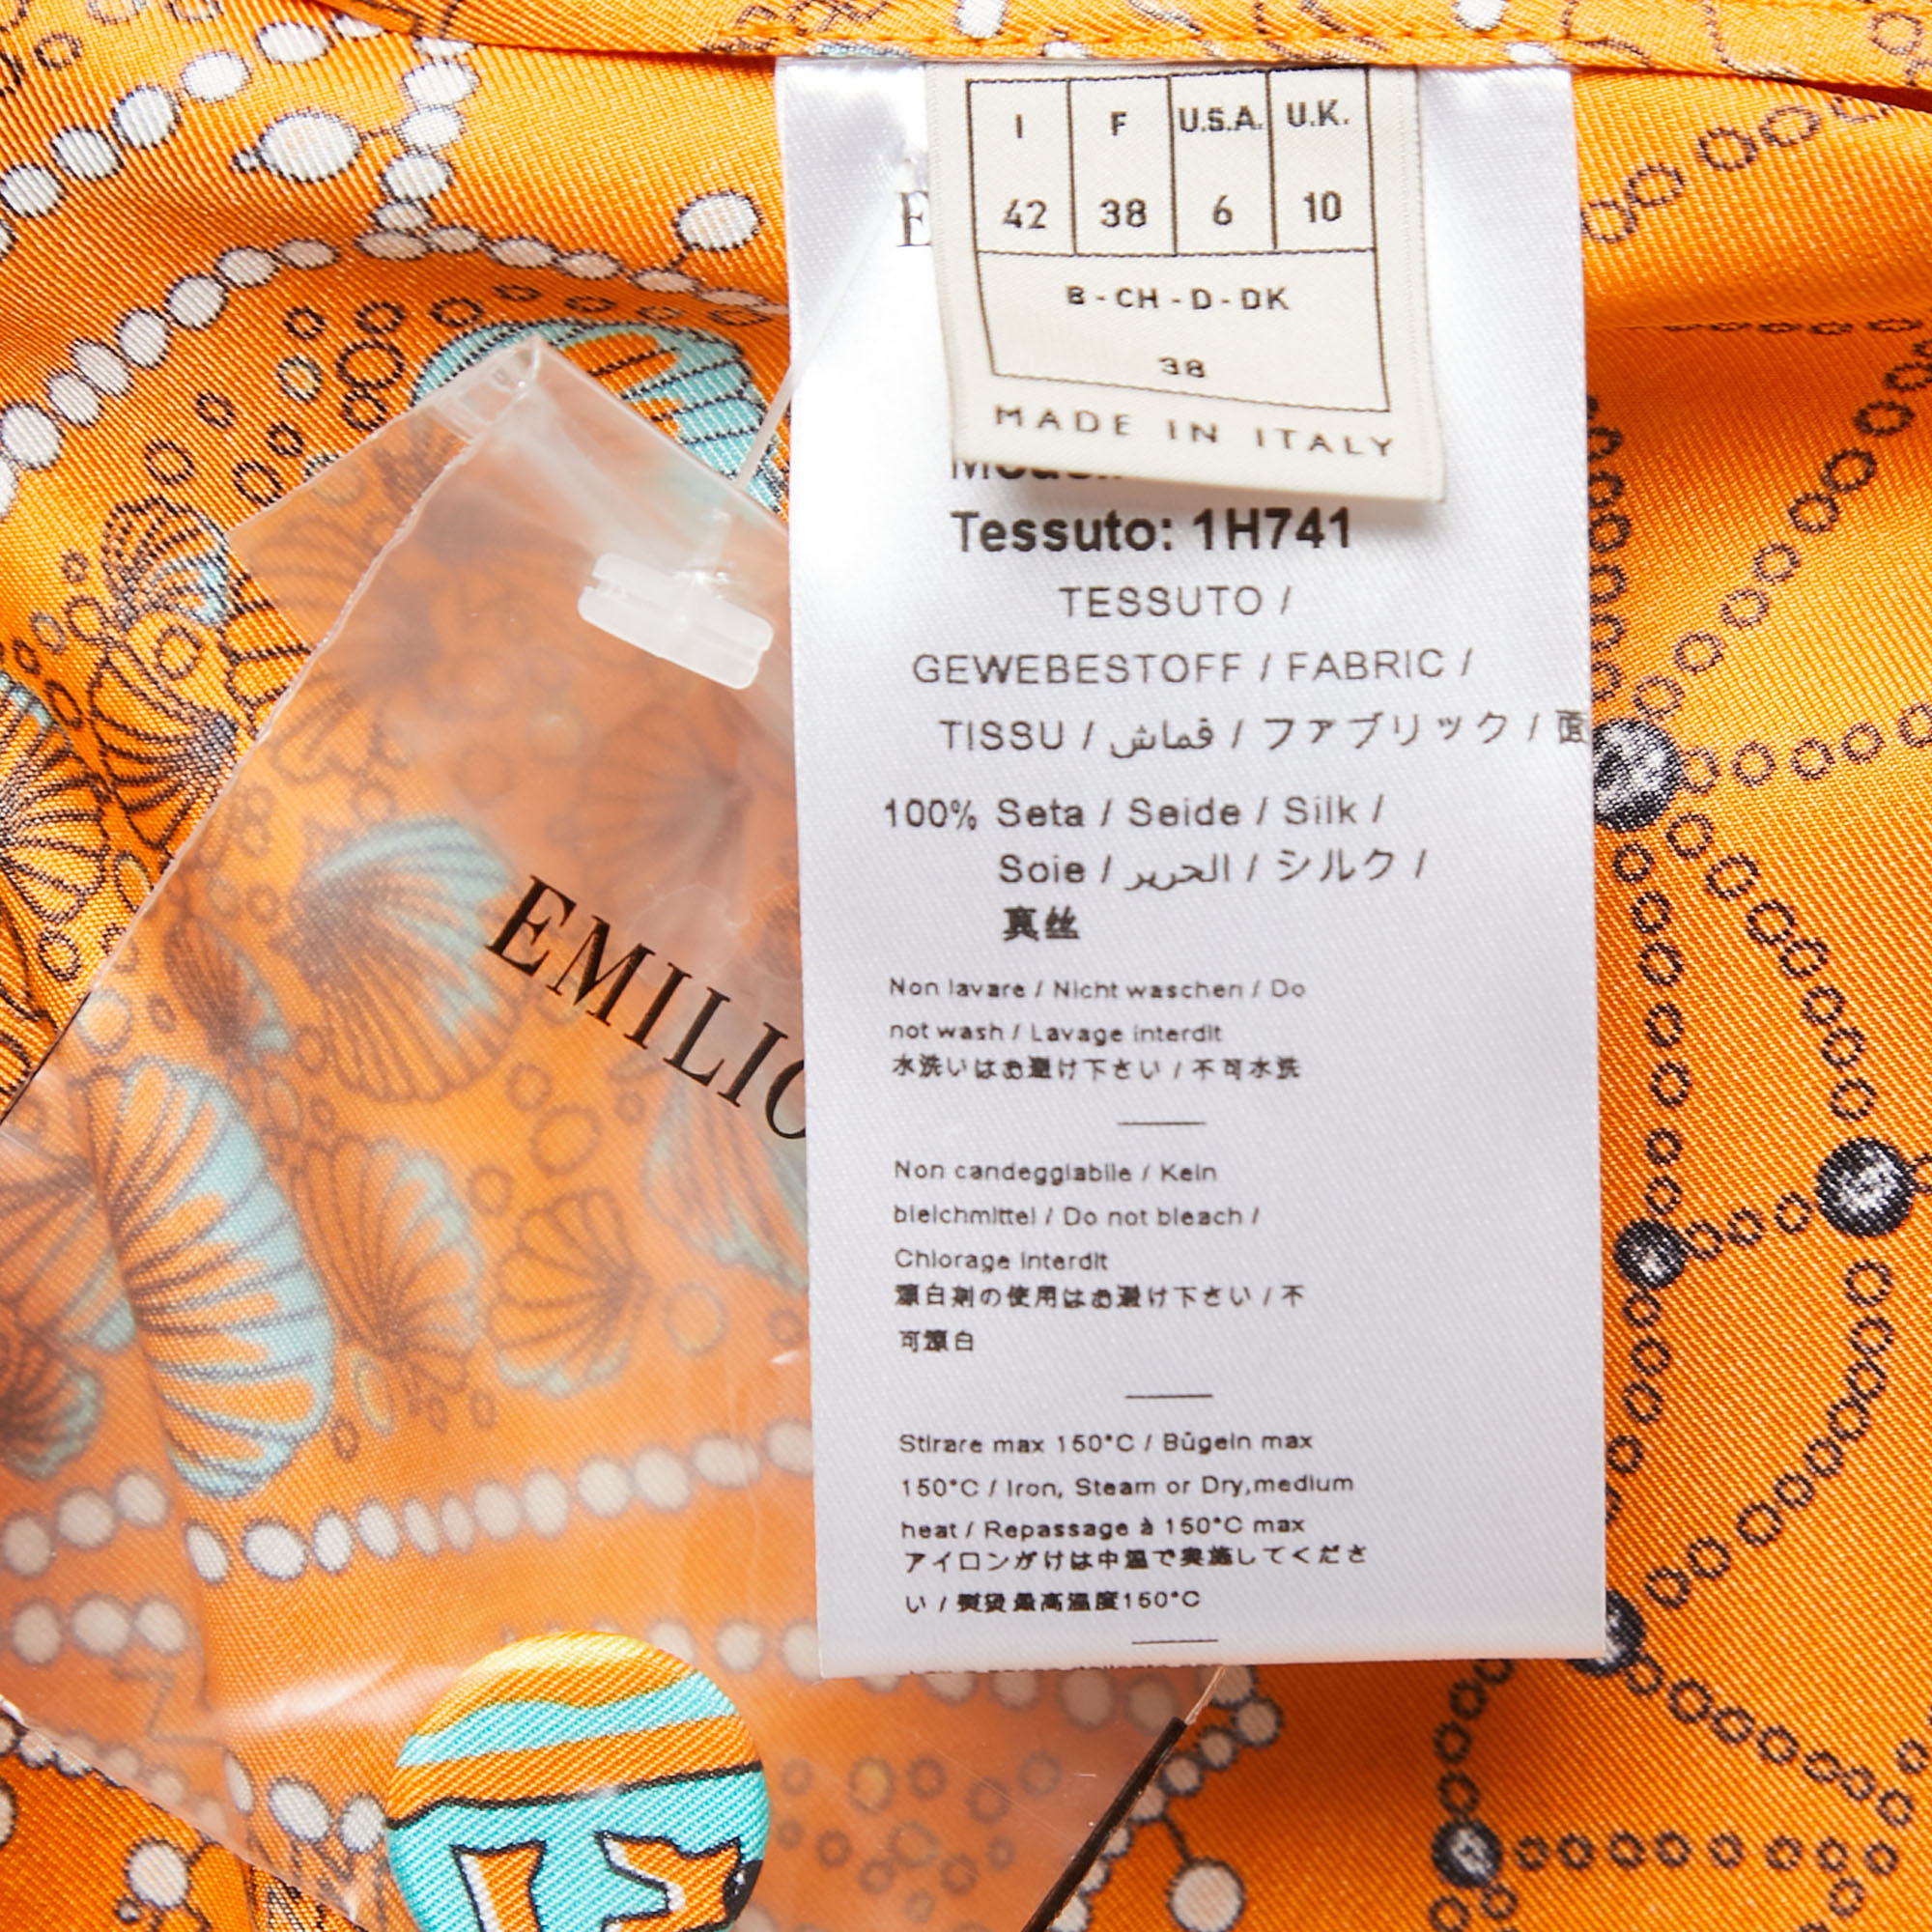 I F U.S.A. U.K.
42 38 6 10
B - CH - D - DK
38
MADE IN ITALY
E
Tessuto: 1H741
TESSUTO /
GEWEBESTOFF / FABRIC /
TISSU / قماش / ファブリック / 面
100% Seta / Seide / Silk /
Soie / الحرير / シルク /
真丝
Non lavare / Nicht waschen / Do
not wash / Lavage interdit
水洗いはお避け下さい / 不可水洗
Non candeggiabile / Kein
bleichmittel / Do not bleach /
Chlorage interdit
漂白剤の使用はお避け下さい / 不
可漂白
Stirare max 150°C / Bügeln max
150°C / Iron, Steam or Dry,medium
heat / Repassage à 150°C max
アイロンがけは中温で実施してくださ
い / 熨烫最高温度150°C
EMILIO